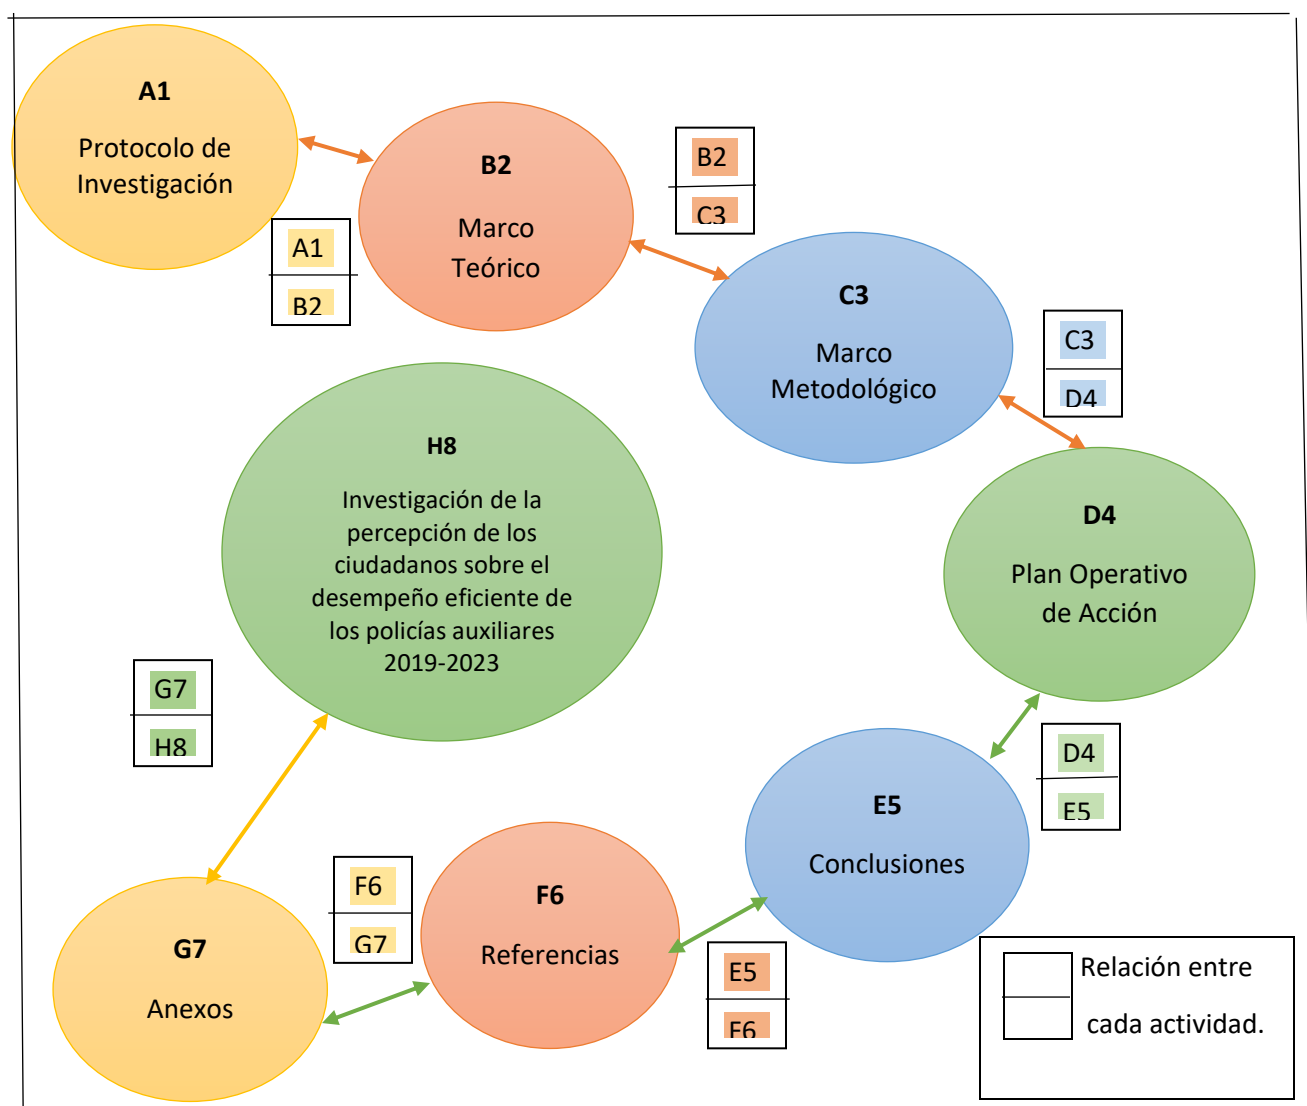 A1
Protocolo de
Investigación
A1
B2
B2
Marco
Teórico
B2
C3
C3
Marco
Metodológico
C3
D4
D4
Plan Operativo
de Acción
D4
E5
E5
Conclusiones
E5
F6
F6
Referencias
F6
G7
G7
Anexos
G7
H8
H8
Investigación de la
percepción de los
ciudadanos sobre el
desempeño eficiente de
los policías auxiliares
2019-2023
Relación entre
cada actividad.